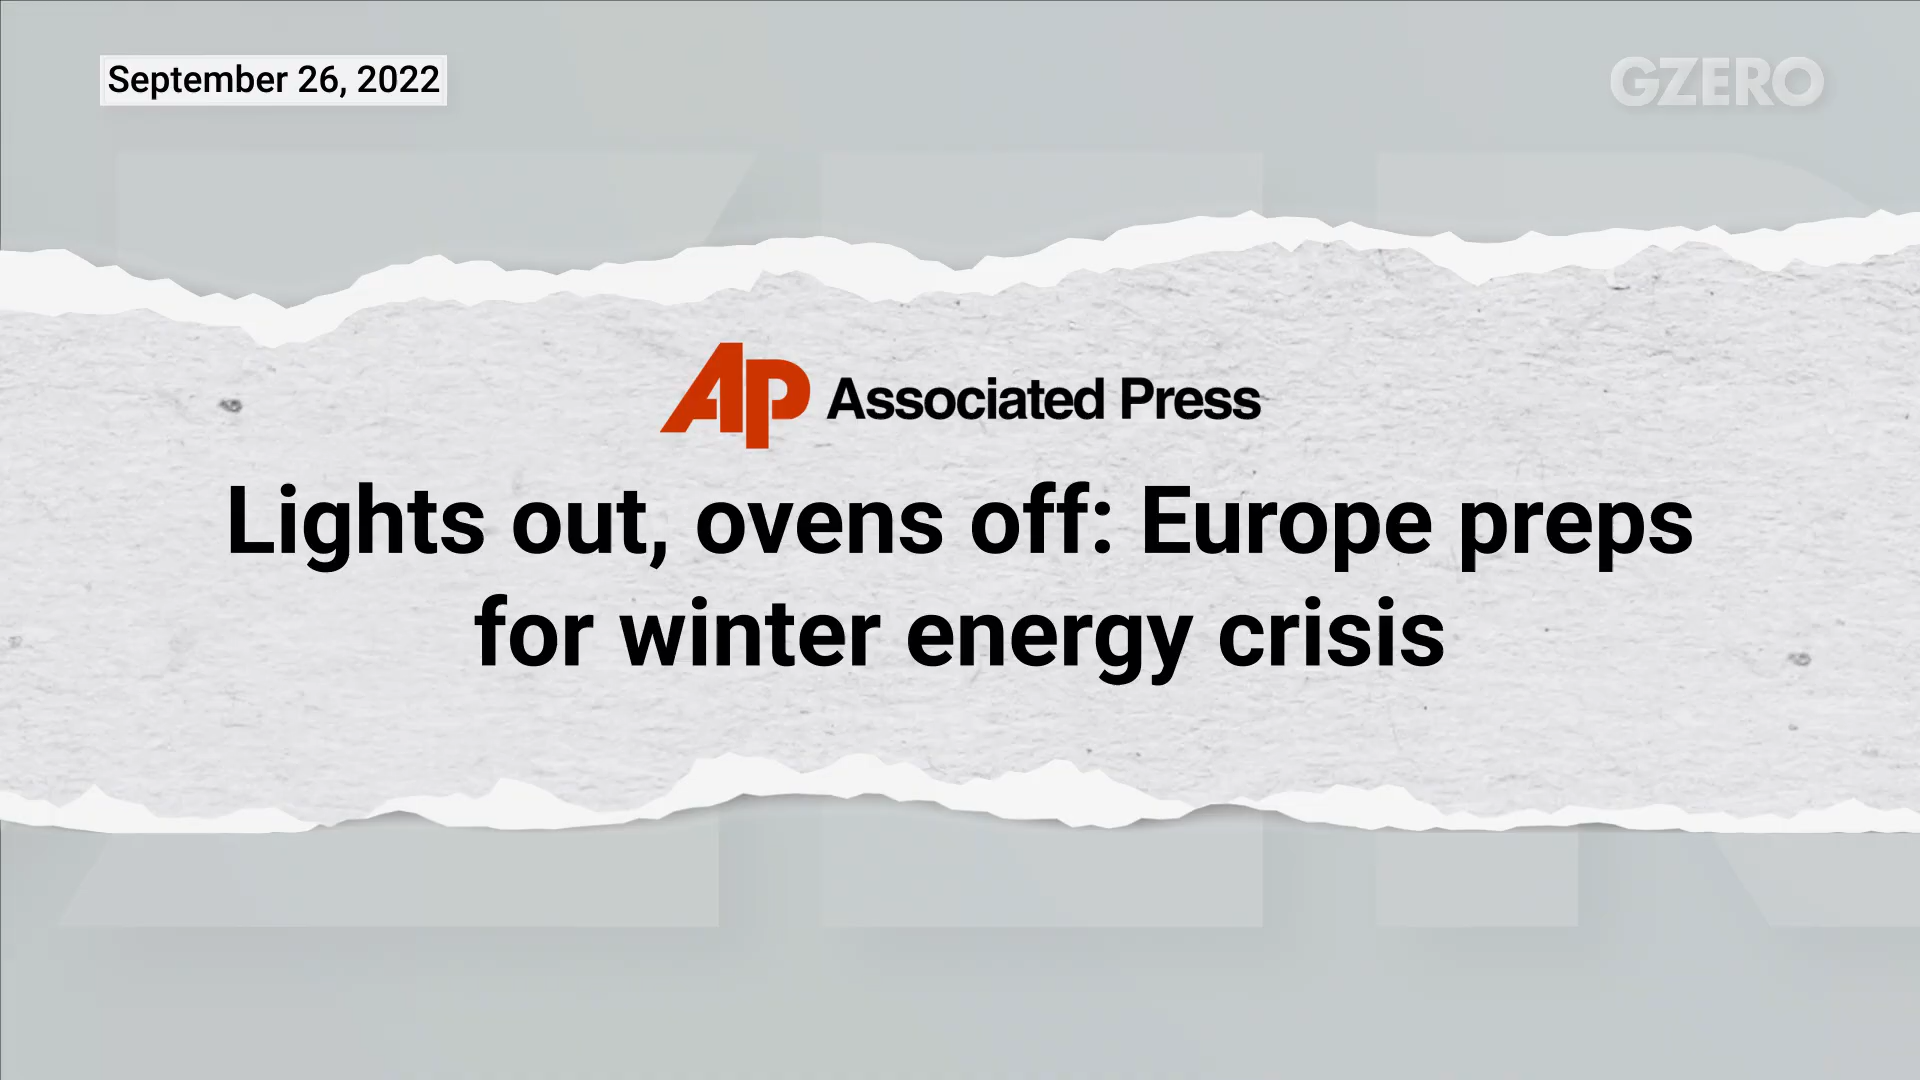 September 26, 2022
GZERO
AP Associated Press
Lights out, ovens off: Europe preps
for winter energy crisis